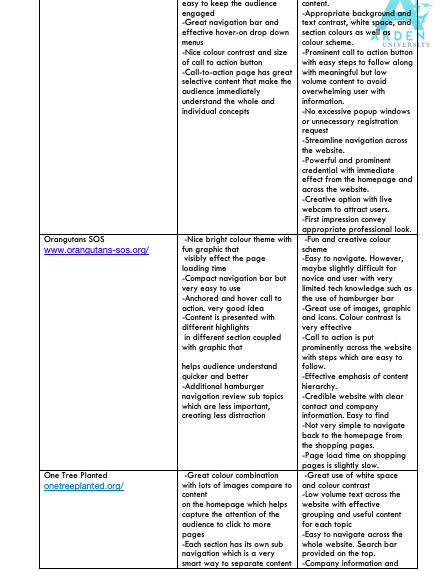 easy to keep the audience
engaged
-Great navigation bar and
effective hover-on drop down
menus
-Nice colour contrast and size
of call to action button
-Call-to-action page has great
selective content that make the
audience immediately
understand the whole and
individual concepts
content.
-Appropriate background and
text contrast, white space, and
section colours as well as
colour scheme.
-Prominent call to action button
with easy steps to follow along
with meaningful but low
volume content to avoid
overwhelming user with
information.
-No excessive popup windows
or unnecessary registration
request
-Streamline navigation across
the website.
-Powerful and prominent
credential with immediate
effect from the homepage and
across the website.
-Creative option with live
webcam to attract users.
-First impression convey
appropriate professional look.
ARDEN
UNIVERSITY
Orangutans SOS
www.orangutans-sos.org/
-Nice bright colour theme with
fun graphic that
visibly effect the page
loading time
-Compact navigation bar but
very easy to use
-Anchored and hover call to
action. very good idea
-Content is presented with
different highlights
in different section coupled
with graphic that
helps audience understand
quicker and better
-Additional hamburger
navigation review sub topics
which are less important,
creating less distraction
-Fun and creative colour
scheme
-Easy to navigate. However,
maybe slightly difficult for
novice and user with very
limited tech knowledge such as
the use of hamburger bar
-Great use of images, graphic
and icons. Colour contrast is
very effective
-Call to action is put
prominently across the website
with steps which are easy to
follow.
-Effective emphasis of content
hierarchy.
-Credible website with clear
contact and company
information. Easy to find
-Not very simple to navigate
back to the homepage from
the shopping pages.
-Page load time on shopping
pages is slightly slow.
One Tree Planted
onetreeplanted.org/
-Great colour combination
with lots of images compare to
content
on the homepage which helps
capture the attention of the
audience to click to more
pages
-Each section has its own sub
navigation which is a very
smart way to separate content
-Great use of white space
and colour contrast
-Low volume text across the
website with effective
grouping and useful content
for each topic
-Easy to navigate across the
whole website. Search bar
provided on the top.
-Company information and